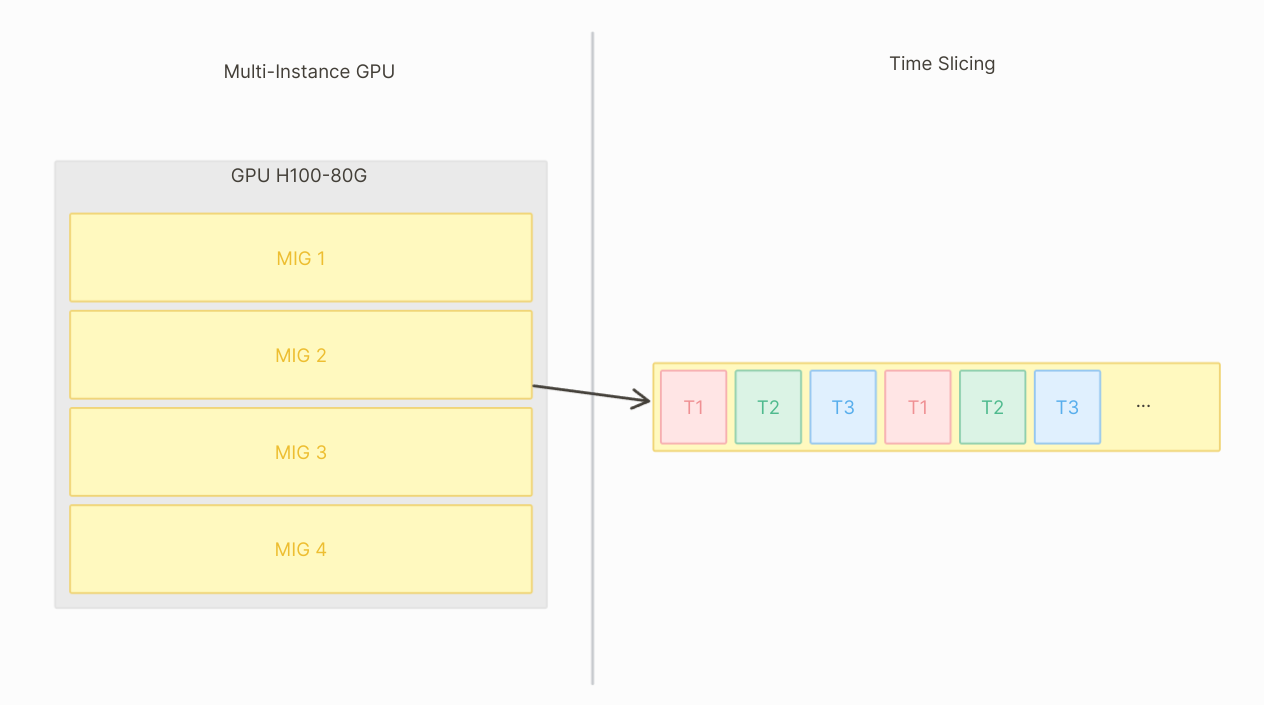 Multi-Instance GPU
Time Slicing
GPU H100-80G
MIG 1
MIG 2
MIG 3
MIG 4
T1 T2 T3 T1 T2 T3 ...